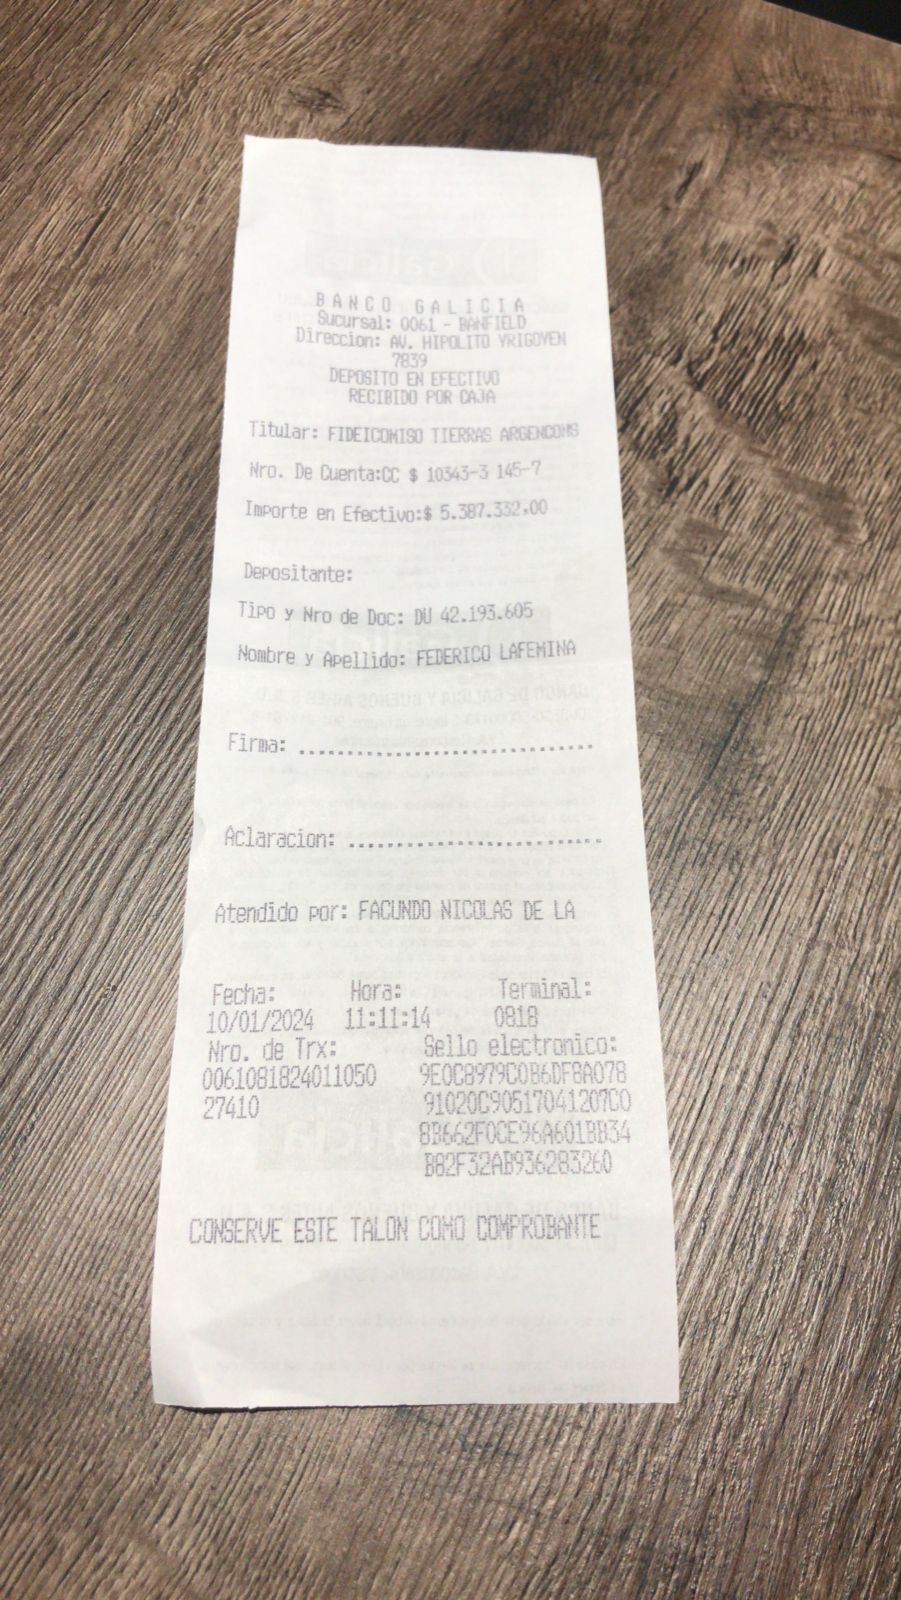 BANCO GALICIA
Sucursal: 0061 - BANFIELD
Direccion: AV. HIPOLITO YRIGOYEN
7839
DEPOSITO EN EFECTIVO
RECIBIDO POR CAJA
Titular: FIDEICOMISO TIERRAS ARGENCONS
Nro. De Cuenta:CC $ 10343-3 145-7
Importe en Efectivo:$ 5.387.332,00
Depositante:
Tipo y Nro de Doc: DU 42.193.605
Nombre y Apellido: FEDERICO LAFEMINA
Firma: ..............................
Aclaracion: ..........................
Atendido por: FACUNDO NICOLAS DE LA
Fecha: Hora: Terminal:
10/01/2024 11:11:14 0818
Nro. de Trx: Sello electronico:
0061081824011050 9E0C8979C0B6DF8A078
27410 91020C90517041207C0
8B662F0CE96A601BB34
B82F32AB936283260
CONSERVE ESTE TALON COMO COMPROBANTE